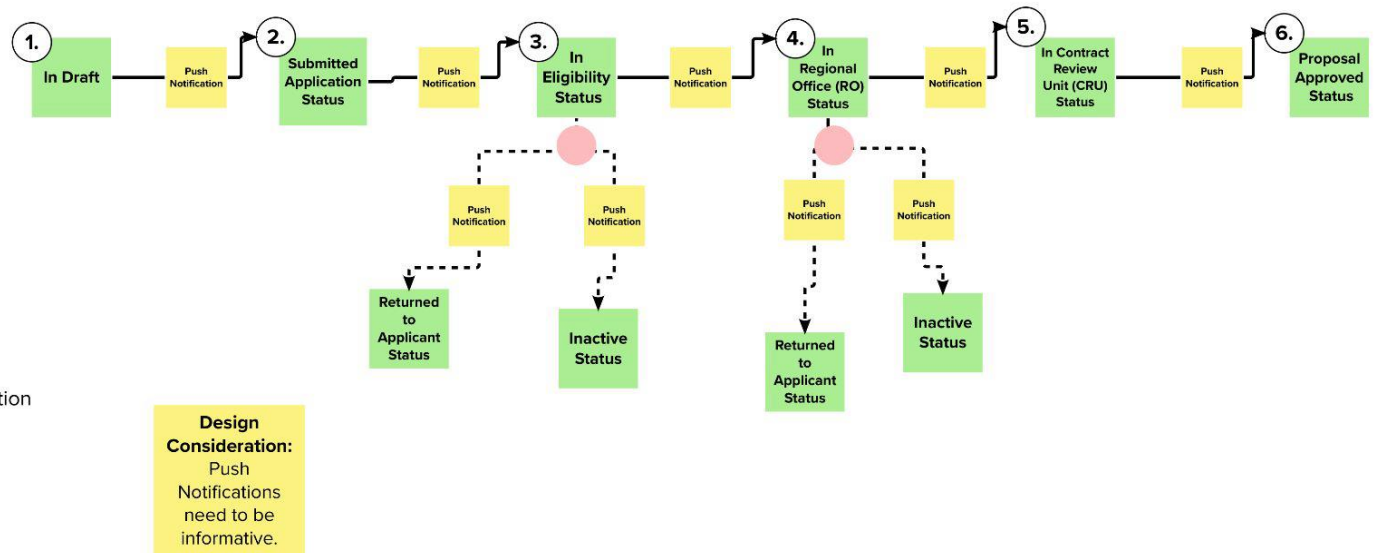 1.
In Draft
Push
Notification
2.
Submitted
Application
Status
Push
Notification
3.
In
Eligibility
Status
Push
Notification
4.
In
Regional
Office (RO)
Status
Push
Notification
5.
In Contract
Review
Unit (CRU)
Status
Push
Notification
6.
Proposal
Approved
Status
Push
Notification
Push
Notification
Push
Notification
Push
Notification
Returned
to
Applicant
Status
Inactive
Status
Returned
to
Applicant
Status
Inactive
Status
tion
Design
Consideration:
Push
Notifications
need to be
informative.